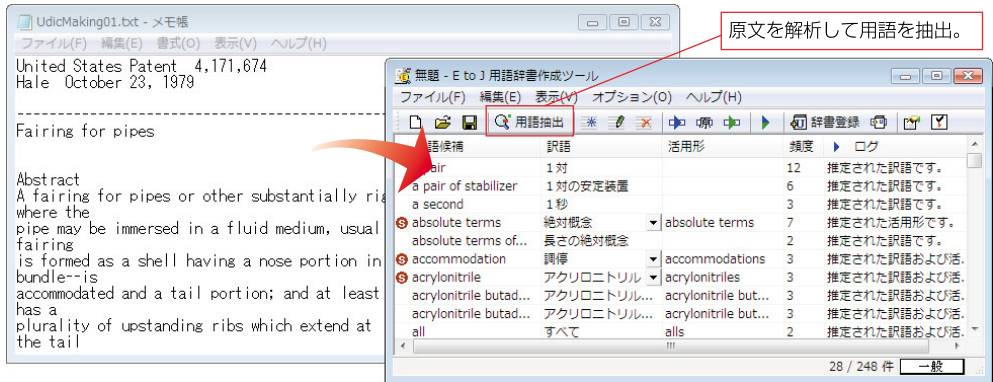 UdicMaking01.txt - メモ帳
ファイル(F) 編集(E) 書式(O) 表示(V) ヘルプ(H)
United States Patent 4,171,674
Hale October 23, 1979
Fairing for pipes
Abstract
A fairing for pipes or other substantially
where the
pipe may be immersed in a fluid medium, usual
fairing
is formed as a shell having a nose portion in
bundle--is
accommodated and a tail portion; and at least
has a
plurality of upstanding ribs which extend at
the tail
原文を解析して用語を抽出。
無題 - E to J 用語辞書作成ツール
ファイル(F) 編集(E) 表示(V) オプション(O) ヘルプ(H)
用語抽出 辞書登録
語候補 訳語 活用形 頻度 ログ
pair 1対 12 推定された訳語です。
a pair of stabilizer 1対の安定装置 6 推定された訳語です。
a second 1秒 3 推定された訳語です。
absolute terms 絶対概念 absolute terms 7 推定された活用形です。
absolute terms of... 長さの絶対概念 2 推定された訳語です。
accommodation 調停 accommodations 3 推定された訳語および活.
acrylonitrile アクリロニトリル acrylonitriles 3 推定された訳語および活.
acrylonitrile butad... アクリロニトリル... acrylonitrile but... 3 推定された訳語および活.
acrylonitrile butad... アクリロニトリル... acrylonitrile but... 3 推定された訳語および活.
all すべて alls 2 推定された訳語および活.
28 / 248 件 一般